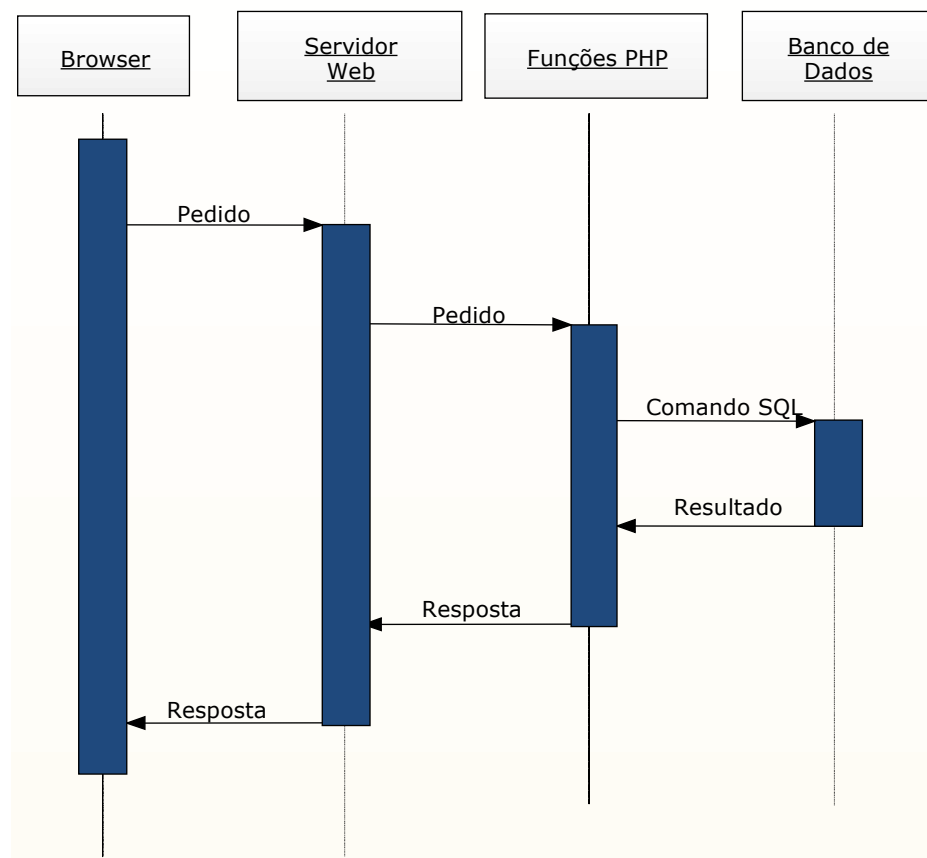 Browser
Servidor
Web
Funções PHP
Banco de
Dados
Pedido
Pedido
Comando SQL
Resultado
Resposta
Resposta